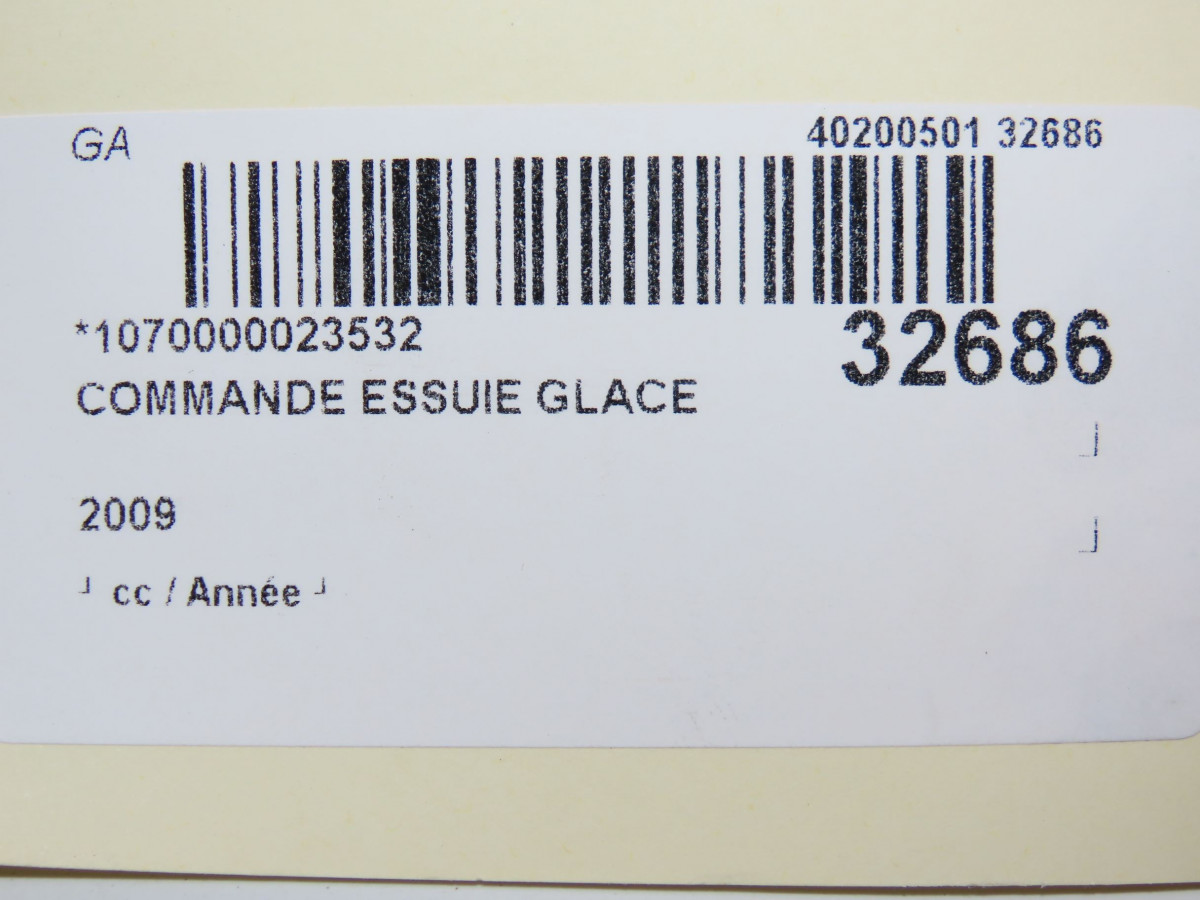 GA
40200501 32686
*1070000023532
32686
COMMANDE ESSUIE GLACE
2009
cc / Année